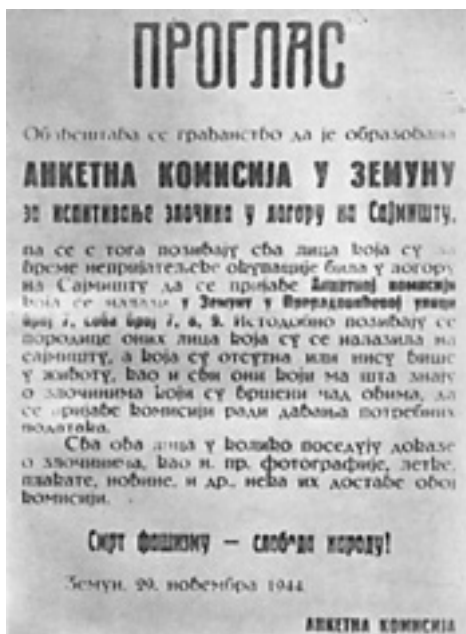 ПРОГЛАС
Обавештава се грађанство да је образована
АНКЕТНА КОМИСИЈА У ЗЕМУНУ
за испитивање злочина у логору на Сајмишту,
па се с тога позивају сва лица која су за
време непријатељске окупације била у логору
на Сајмишту да се пријаве Анкетној комисији
која се налази у Земуну у улици
број 7, соба број 7, 8, 9. Истодобно позивају се
породице оних лица која су се налазила на
сајмишту, а која су отсутна или нису више
у животу, као и сви они који ма шта знају
о злочинима који су вршени над овима, да
се пријаве комисији ради давања потребних
података.
Сва ова лица у колико поседују доказе
о злочинима, као н. пр. фотографије, летке,
плакате, новине, и др., нека их доставе овој
комисији.
Смрт фашизму — слобода народу!
Земун, 29. новембра 1944
АНКЕТНА КОМИСИЈА